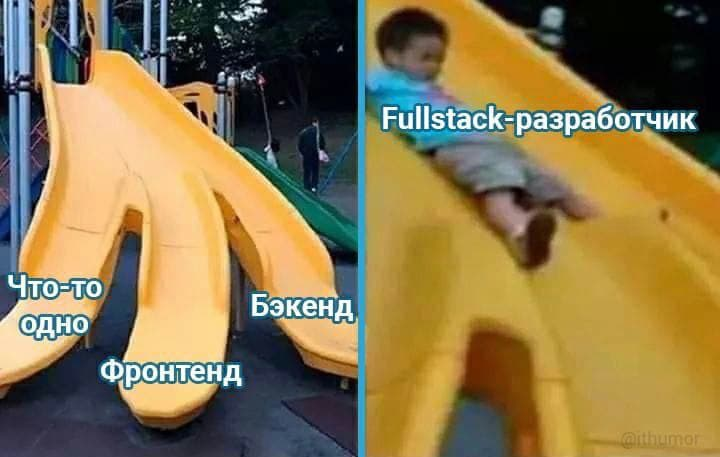 Что-то
одно
Фронтенд
Бэкенд
Fullstack-разработчик
@ithumor